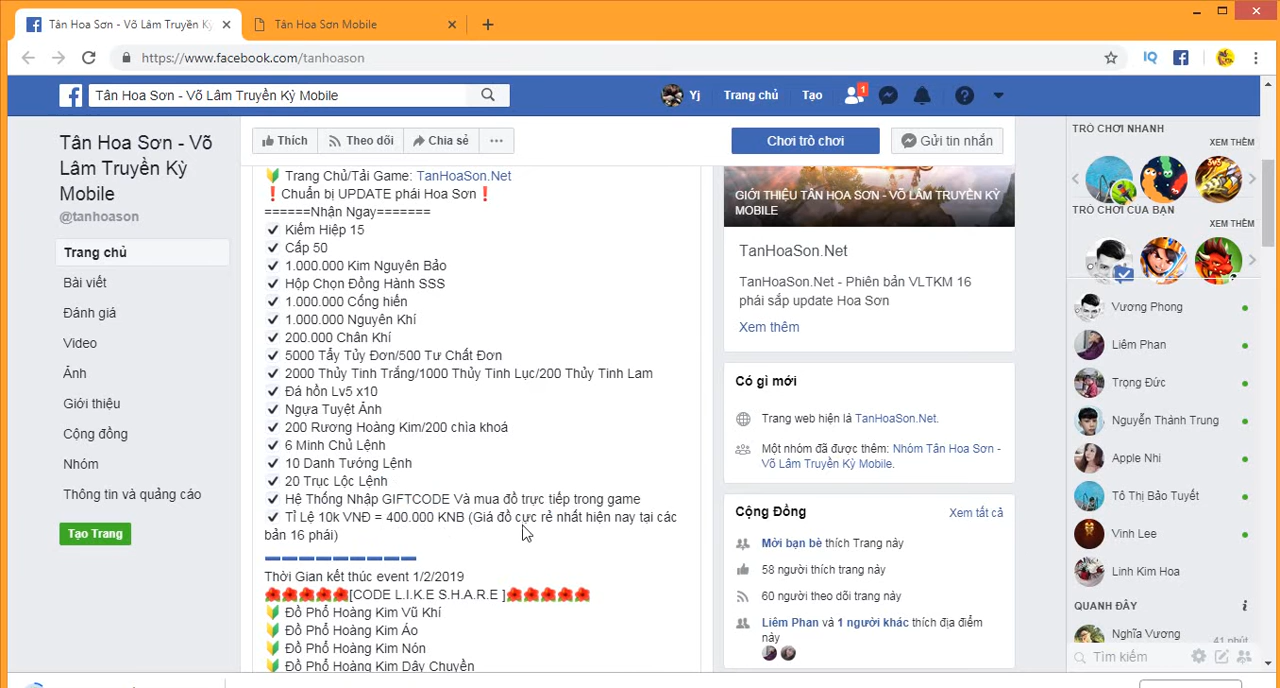 Tân Hoa Sơn - Võ Lâm Truyền Kỳ
Tân Hoa Sơn Mobile
https://www.facebook.com/tanhoason
Tân Hoa Sơn - Võ Lâm Truyền Kỳ Mobile
Yj
Trang chủ
Tạo
1
Tân Hoa Sơn - Võ
Lâm Truyền Kỳ
Mobile
@tanhoason
Trang chủ
Bài viết
Đánh giá
Video
Ảnh
Giới thiệu
Cộng đồng
Nhóm
Thông tin và quảng cáo
Tạo Trang
Thích
Theo dõi
Chia sẻ
Chơi trò chơi
Gửi tin nhắn
Trang Chủ/Tải Game: TanHoaSon.Net
❗Chuẩn bị UPDATE phái Hoa Sơn❗
======Nhận Ngay=======
✔ Kiếm Hiệp 15
✔ Cấp 50
✔ 1.000.000 Kim Nguyên Bảo
✔ Hộp Chọn Đồng Hành SSS
✔ 1.000.000 Cống hiến
✔ 1.000.000 Nguyên Khí
✔ 200.000 Chân Khí
✔ 5000 Tẩy Tủy Đơn/500 Tư Chất Đơn
✔ 2000 Thủy Tinh Trắng/1000 Thủy Tinh Lục/200 Thủy Tinh Lam
✔ Đá hồn Lv5 x10
✔ Ngựa Tuyệt Ảnh
✔ 200 Rương Hoàng Kim/200 chìa khoá
✔ 6 Minh Chủ Lệnh
✔ 10 Danh Tướng Lệnh
✔ 20 Trục Lộc Lệnh
✔ Hệ Thống Nhập GIFTCODE Và mua đồ trực tiếp trong game
✔ Tỉ Lệ 10k VNĐ = 400.000 KNB (Giá đồ cực rẻ nhất hiện nay tại các
bản 16 phái)
Thời Gian kết thúc event 1/2/2019
[CODE L.I.K.E S.H.A.R.E ]
Đồ Phổ Hoàng Kim Vũ Khí
Đồ Phổ Hoàng Kim Áo
Đồ Phổ Hoàng Kim Nón
Đồ Phổ Hoàng Kim Dây Chuyền
GIỚI THIỆU TÂN HOA SƠN - VÕ LÂM TRUYỀN KỲ
MOBILE
TanHoaSon.Net
TanHoaSon.Net - Phiên bản VLTKM 16
phái sắp update Hoa Sơn
Xem thêm
Có gì mới
Trang web hiện là TanHoaSon.Net.
Một nhóm đã được thêm: Nhóm Tân Hoa Sơn -
Võ Lâm Truyền Kỳ Mobile.
Cộng Đồng
Xem tất cả
Mời bạn bè thích Trang này
58 người thích trang này
60 người theo dõi trang này
Liêm Phan và 1 người khác thích địa điểm
này
TRÒ CHƠI NHANH
XEM THÊM
TRÒ CHƠI CỦA BẠN
XEM THÊM
Vương Phong
Liêm Phan
Trọng Đức
Nguyễn Thành Trung
Apple Nhi
Tô Thị Bảo Tuyết
Vinh Lee
Linh Kim Hoa
QUANH ĐÂY
Nghĩa Vương
41 phút
Tìm kiếm